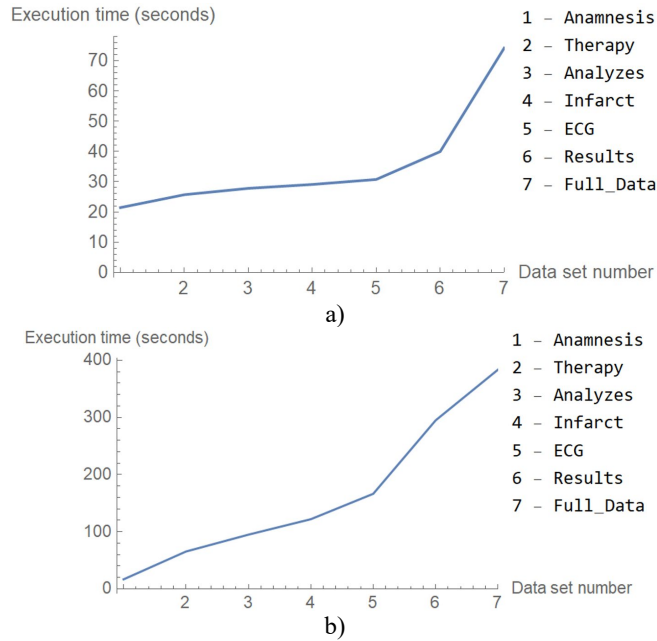 Execution time (seconds)
70
60
50
40
30
20
10
0
2 3 4 5 6 7
Data set number
1 – Anamnesis
2 – Therapy
3 – Analyzes
4 – Infarct
5 – ECG
6 – Results
7 – Full_Data
a)
Execution time (seconds)
400
300
200
100
0
2 3 4 5 6 7
Data set number
1 – Anamnesis
2 – Therapy
3 – Analyzes
4 – Infarct
5 – ECG
6 – Results
7 – Full_Data
b)